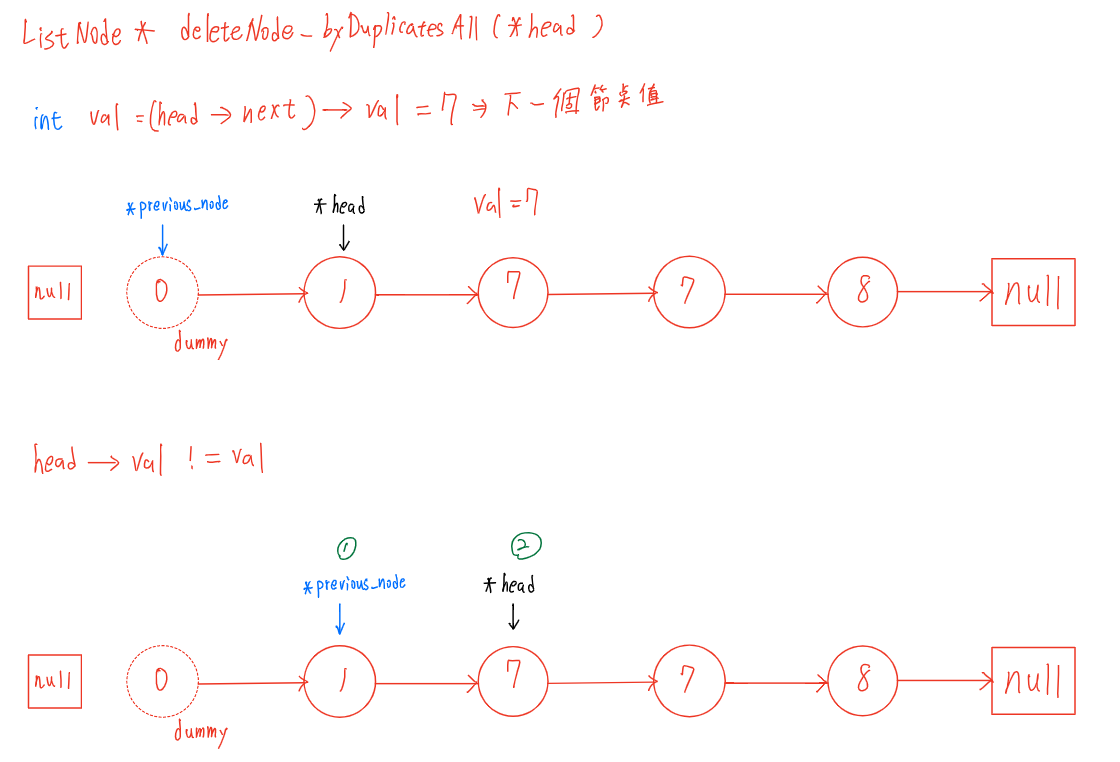 ListNode * deleteNode_byDuplicatesAll (*head )
int val =(head → next ) → val = 7 ⇒ 下一個節点值
*previous_node
*head
val=7
null 0 1 7 7 8 null
dummy
head → val != val
① ②
*previous_node *head
null 0 1 7 7 8 null
dummy